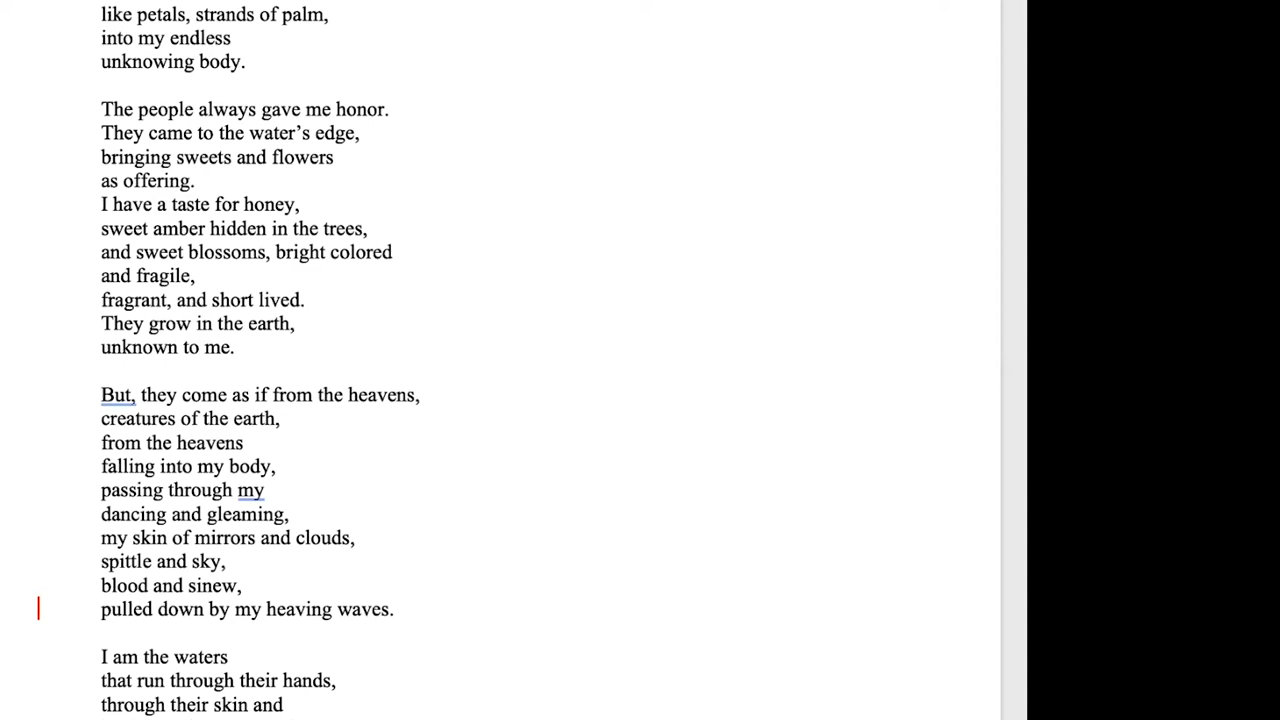 like petals, strands of palm,
into my endless
unknowing body.
The people always gave me honor.
They came to the water’s edge,
bringing sweets and flowers
as offering.
I have a taste for honey,
sweet amber hidden in the trees,
and sweet blossoms, bright colored
and fragile,
fragrant, and short lived.
They grow in the earth,
unknown to me.
But, they come as if from the heavens,
creatures of the earth,
from the heavens
falling into my body,
passing through my
dancing and gleaming,
my skin of mirrors and clouds,
spittle and sky,
blood and sinew,
pulled down by my heaving waves.
I am the waters
that run through their hands,
through their skin and